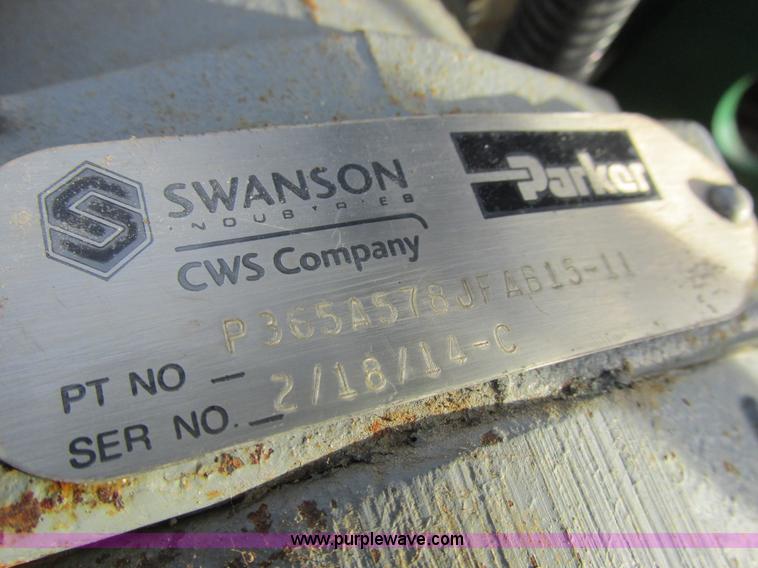 S SWANSON
INDUSTRIES
CWS Company
Parker
PT NO - P365A578JFAB15-11
SER NO. - 2/18/14-C
www.purplewave.com